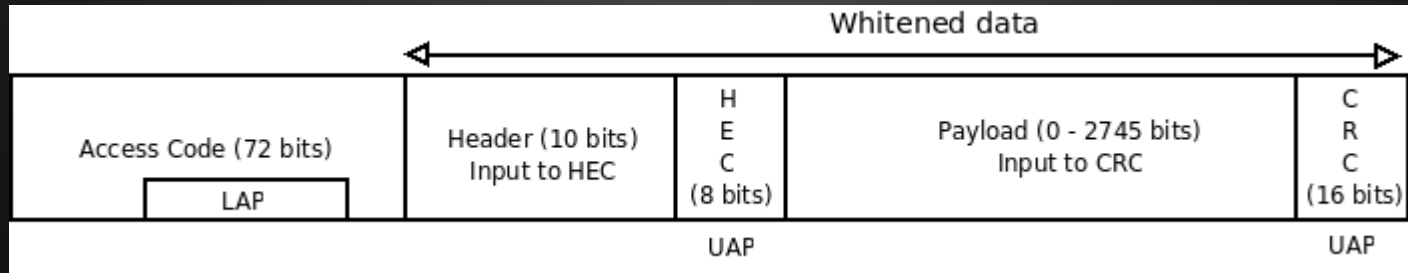 Whitened data
Access Code (72 bits)
LAP
Header (10 bits)
Input to HEC
H
E
C
(8 bits)
UAP
Payload (0 - 2745 bits)
Input to CRC
C
R
C
(16 bits)
UAP